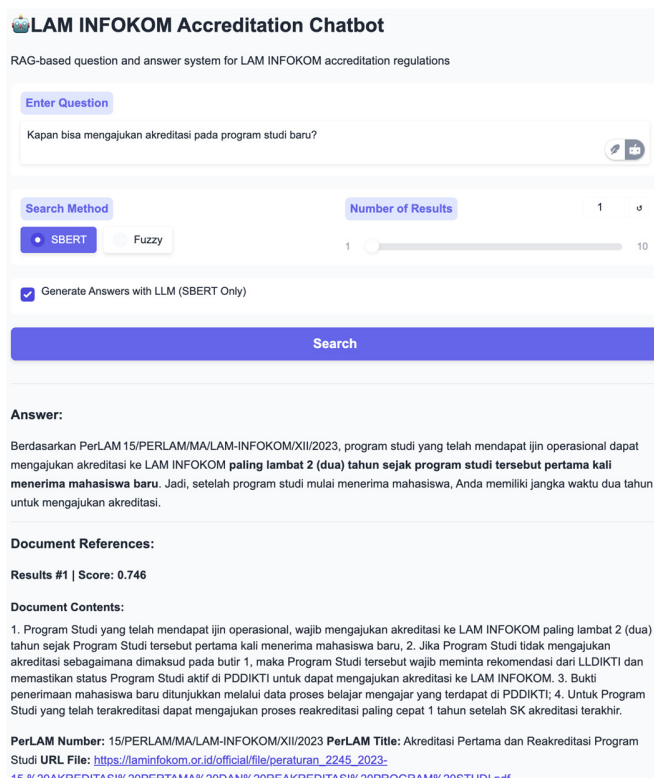 🤖LAM INFOKOM Accreditation Chatbot
RAG-based question and answer system for LAM INFOKOM accreditation regulations
Enter Question
Kapan bisa mengajukan akreditasi pada program studi baru?
Search Method
Number of Results
1
↺
SBERT
Fuzzy
1
10
Generate Answers with LLM (SBERT Only)
Search
Answer:
Berdasarkan PerLAM 15/PERLAM/MA/LAM-INFOKOM/XII/2023, program studi yang telah mendapat ijin operasional dapat
mengajukan akreditasi ke LAM INFOKOM paling lambat 2 (dua) tahun sejak program studi tersebut pertama kali
menerima mahasiswa baru. Jadi, setelah program studi mulai menerima mahasiswa, Anda memiliki jangka waktu dua tahun
untuk mengajukan akreditasi.
Document References:
Results #1 | Score: 0.746
Document Contents:
1. Program Studi yang telah mendapat ijin operasional, wajib mengajukan akreditasi ke LAM INFOKOM paling lambat 2 (dua)
tahun sejak Program Studi tersebut pertama kali menerima mahasiswa baru, 2. Jika Program Studi tidak mengajukan
akreditasi sebagaimana dimaksud pada butir 1, maka Program Studi tersebut wajib meminta rekomendasi dari LLDIKTI dan
memastikan status Program Studi aktif di PDDIKTI untuk dapat mengajukan akreditasi ke LAM INFOKOM. 3. Bukti
penerimaan mahasiswa baru ditunjukkan melalui data proses belajar mengajar yang terdapat di PDDIKTI; 4. Untuk Program
Studi yang telah terakreditasi dapat mengajukan proses reakreditasi paling cepat 1 tahun setelah SK akreditasi terakhir.
PerLAM Number: 15/PERLAM/MA/LAM-INFOKOM/XII/2023 PerLAM Title: Akreditasi Pertama dan Reakreditasi Program
Studi URL File: https://laminfokom.or.id/official/file/peraturan_2245_2023-
15.%20AKREDITASI%20PERTAMA%20DAN%20REAKREDITASI%20PROGRAM%20STUDI.pdf